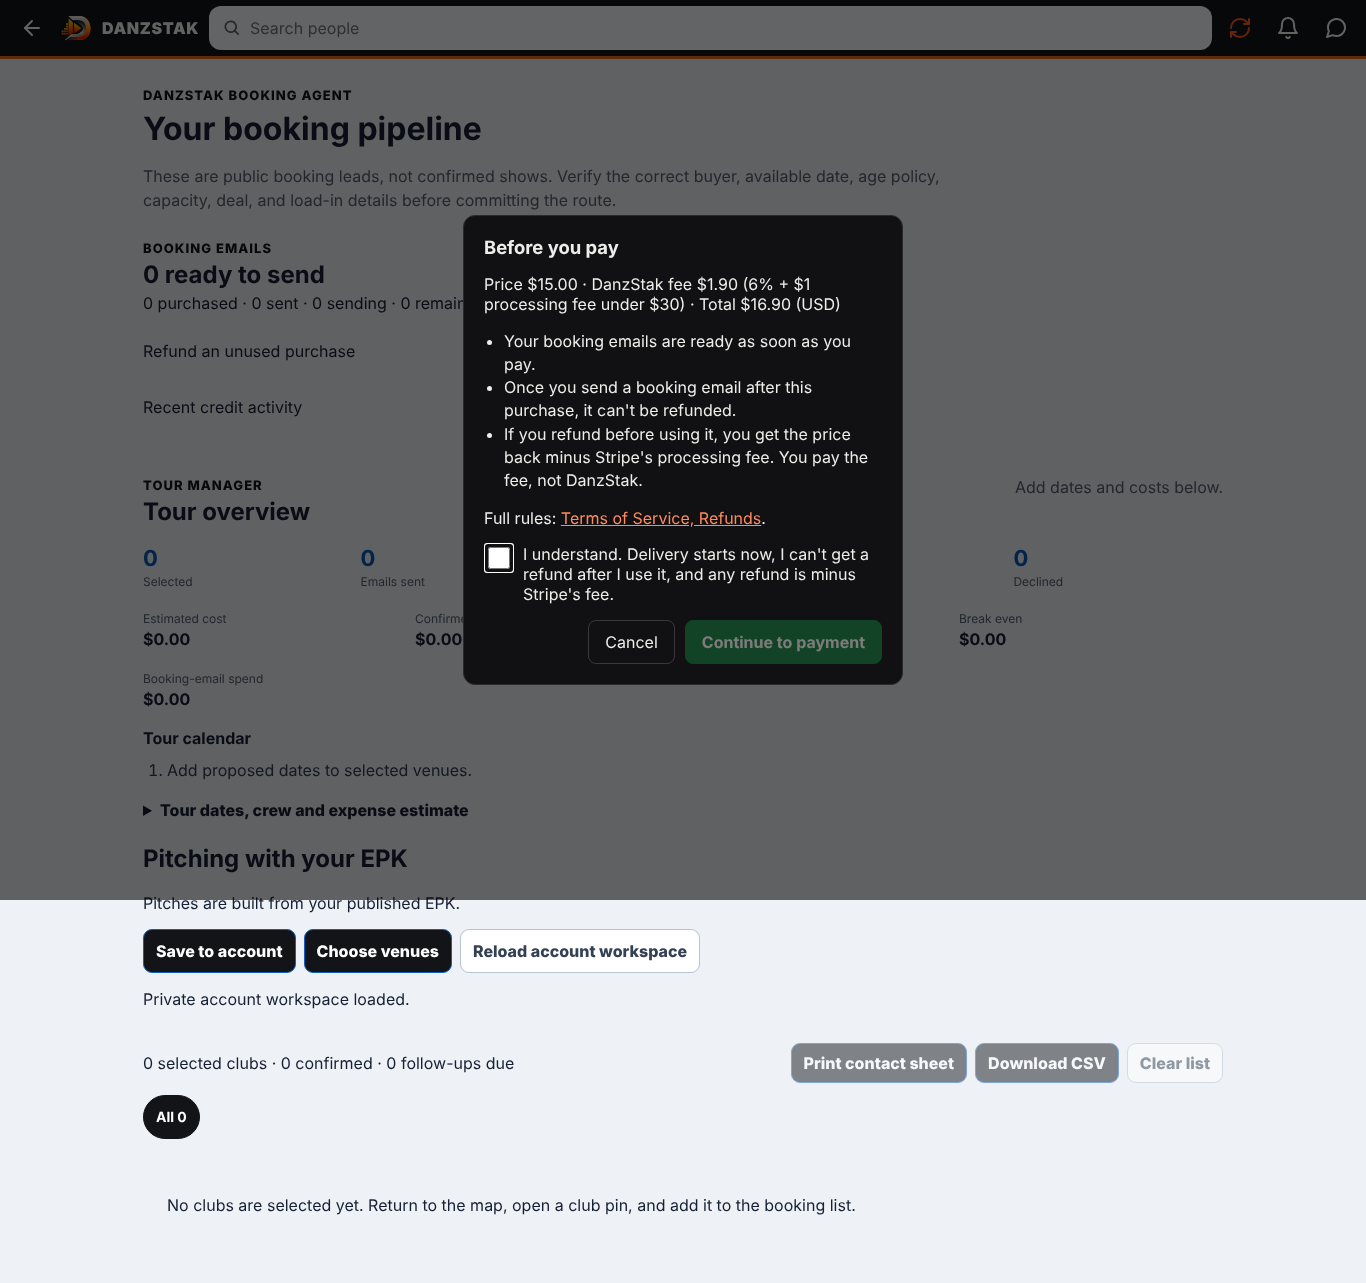 DANZSTAK
Search people
DANZSTAK BOOKING AGENT
Your booking pipeline
These are public booking leads, not confirmed shows. Verify the correct buyer, available date, age policy,
capacity, deal, and load-in details before committing the route.
BOOKING EMAILS
0 ready to send
0 purchased · 0 sent · 0 sending · 0
Refund an unused purchase
Recent credit activity
Before you pay
Price $15.00 · DanzStak fee $1.90 (6% + $1
processing fee under $30) · Total $16.90 (USD)
• Your booking emails are ready as soon as you
pay.
• Once you send a booking email after this
purchase, it can't be refunded.
• If you refund before using it, you get the price
back minus Stripe's processing fee. You pay the
fee, not DanzStak.
Full rules: Terms of Service, Refunds.
I understand. Delivery starts now, I can't get a
refund after I use it, and any refund is minus
Stripe's fee.
Cancel
Continue to payment
TOUR MANAGER
Tour overview
Add dates and costs below.
0
Selected
0
Emails sent
0
Declined
Estimated cost
$0.00
$0.00
Break even
$0.00
Booking-email spend
$0.00
Tour calendar
1. Add proposed dates to selected venues.
Tour dates, crew and expense estimate
Pitching with your EPK
Pitches are built from your published EPK.
Save to account
Choose venues
Reload account workspace
Private account workspace loaded.
0 selected clubs · 0 confirmed · 0 follow-ups due
Print contact sheet
Download CSV
Clear list
All 0
No clubs are selected yet. Return to the map, open a club pin, and add it to the booking list.